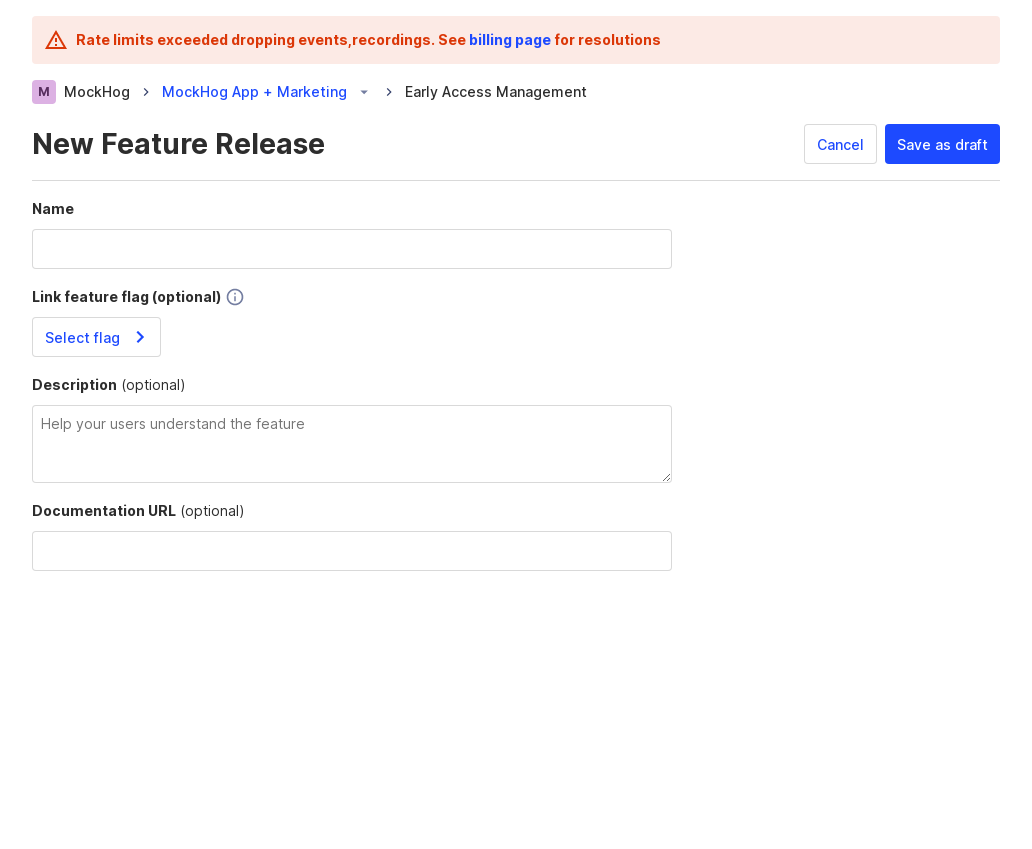 Rate limits exceeded dropping events,recordings. See billing page for resolutions
M MockHog MockHog App + Marketing Early Access Management
New Feature Release
Cancel Save as draft
Name
Link feature flag (optional)
Select flag
Description (optional)
Help your users understand the feature
Documentation URL (optional)